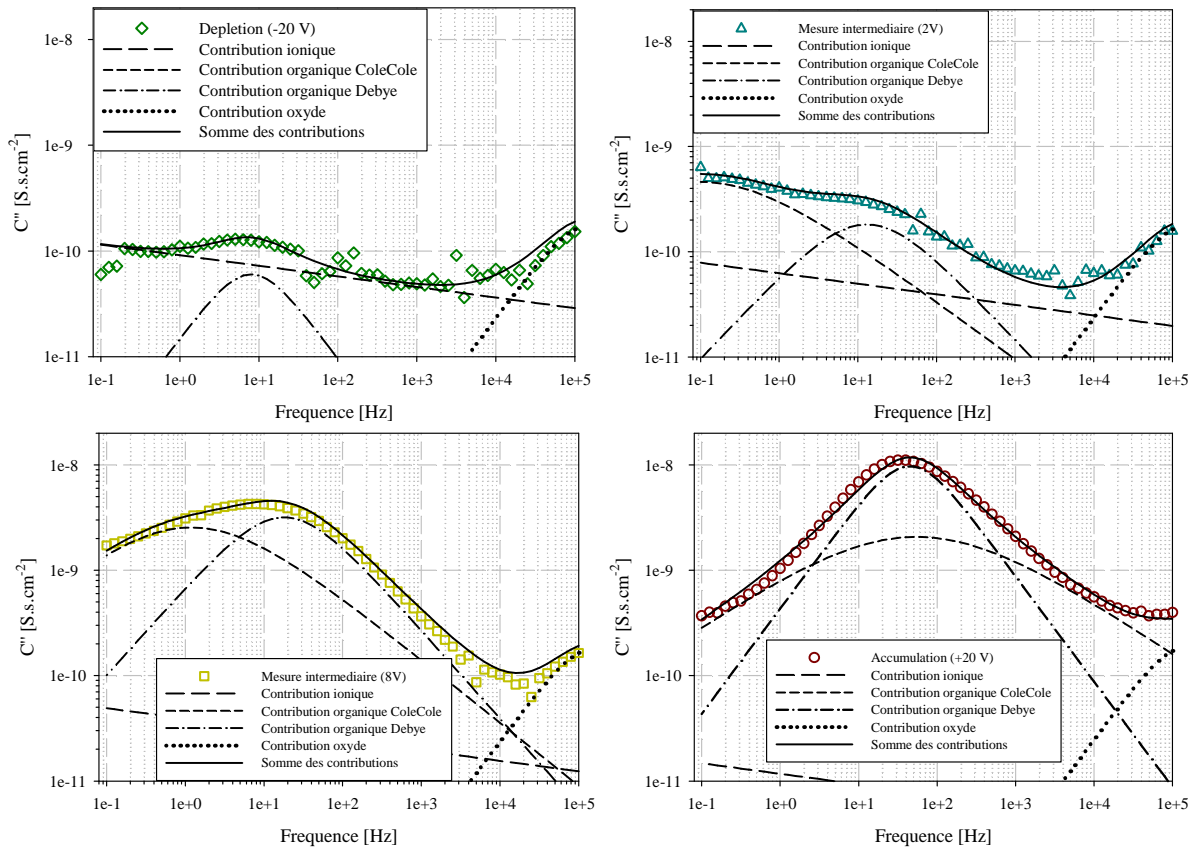 Depletion (-20 V)
Contribution ionique
Contribution organique ColeCole
Contribution organique Debye
Contribution oxyde
Somme des contributions
C" [S.s.cm-2]
1e-8
1e-9
1e-10
1e-11
1e-1 1e+0 1e+1 1e+2 1e+3 1e+4 1e+5
Frequence [Hz]
Mesure intermediaire (2V)
Contribution ionique
Contribution organique ColeCole
Contribution organique Debye
Contribution oxyde
Somme des contributions
C" [S.s.cm-2]
1e-8
1e-9
1e-10
1e-11
1e-1 1e+0 1e+1 1e+2 1e+3 1e+4 1e+5
Frequence [Hz]
C" [S.s.cm-2]
1e-8
1e-9
1e-10
1e-11
Mesure intermediaire (8V)
Contribution ionique
Contribution organique ColeCole
Contribution organique Debye
Contribution oxyde
Somme des contributions
1e-1 1e+0 1e+1 1e+2 1e+3 1e+4 1e+5
Frequence [Hz]
C" [S.s.cm-2]
1e-8
1e-9
1e-10
1e-11
Accumulation (+20 V)
Contribution ionique
Contribution organique ColeCole
Contribution organique Debye
Contribution oxyde
Somme des contributions
1e-1 1e+0 1e+1 1e+2 1e+3 1e+4 1e+5
Frequence [Hz]